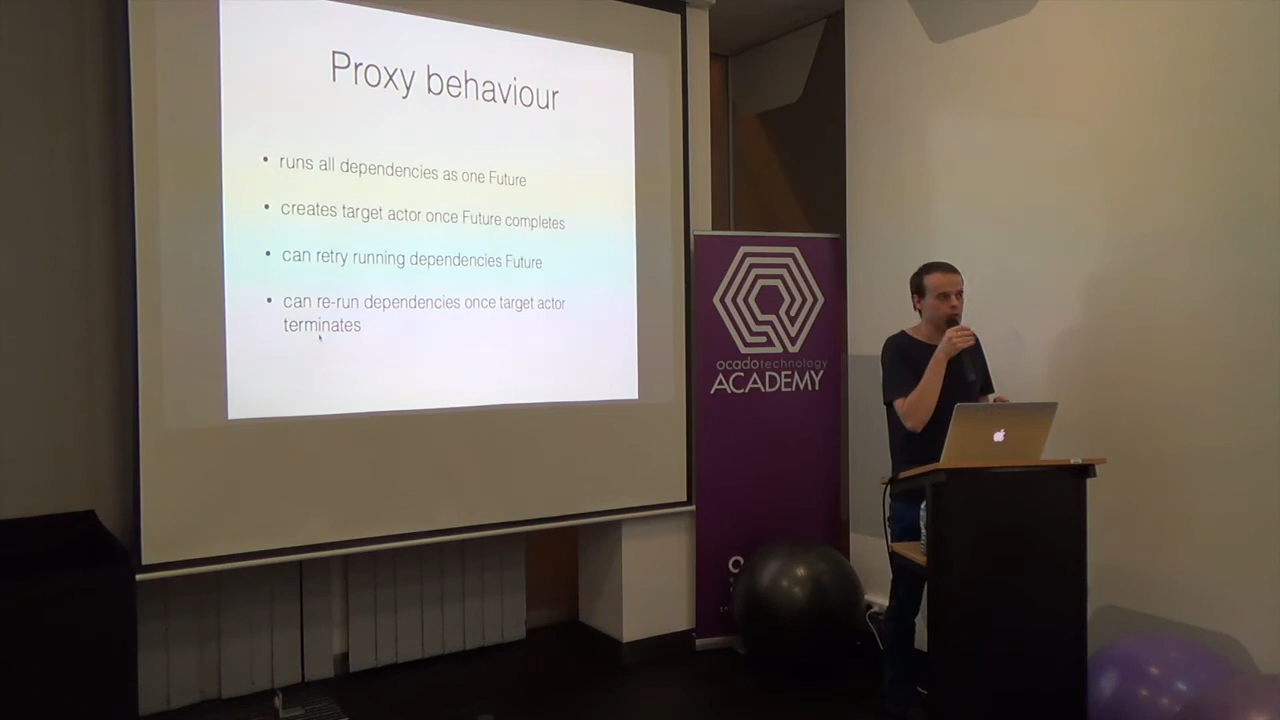 Proxy behaviour
• runs all dependencies as one Future
• creates target actor once Future completes
• can retry running dependencies Future
• can re-run dependencies once target actor
terminates
ocadotechnology
ACADEMY